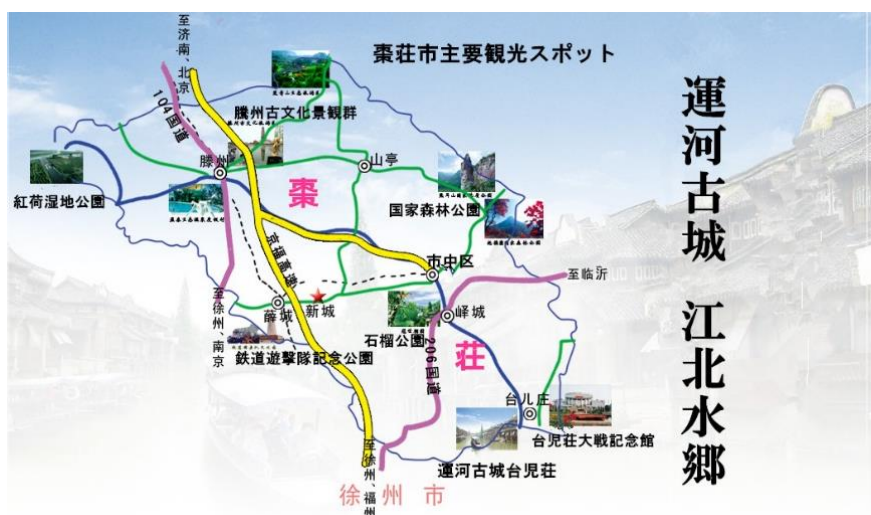 棗荘市主要観光スポット
運河古城 江北水郷
至济南、北京
104国道
滕州古文化景観群
滕州
山亭
紅荷湿地公園
棗
国家森林公園
京福高速
市中区
至临沂
薛城
新城
石榴公園
峄城
至徐州、南京
鉄道遊撃隊記念公園
206国道
荘
台儿庄
台児荘大戦記念館
運河古城台児荘
至徐州、福州
徐州市